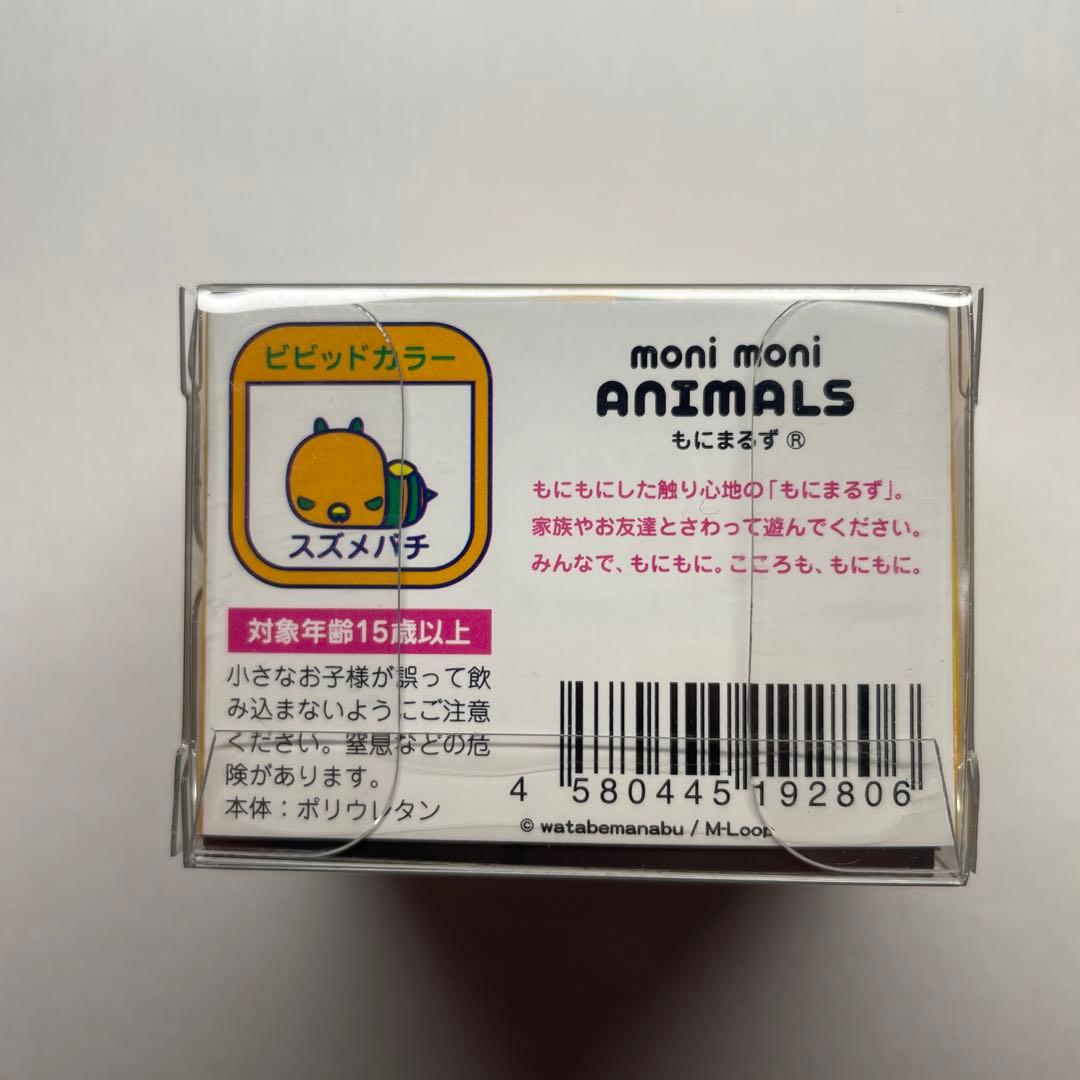 ビビッドカラー
スズメバチ
対象年齢15歳以上
小さなお子様が誤って飲
み込まないようにご注意
ください。窒息などの危
険があります。
本体：ポリウレタン
moni moni
ANIMALS
もにまるず ®
もにもにした触り心地の「もにまるず」。
家族やお友達とさわって遊んでください。
みんなで、もにもに。こころも、もにもに。
4 580445 192806
© watabemanabu / M-Loop